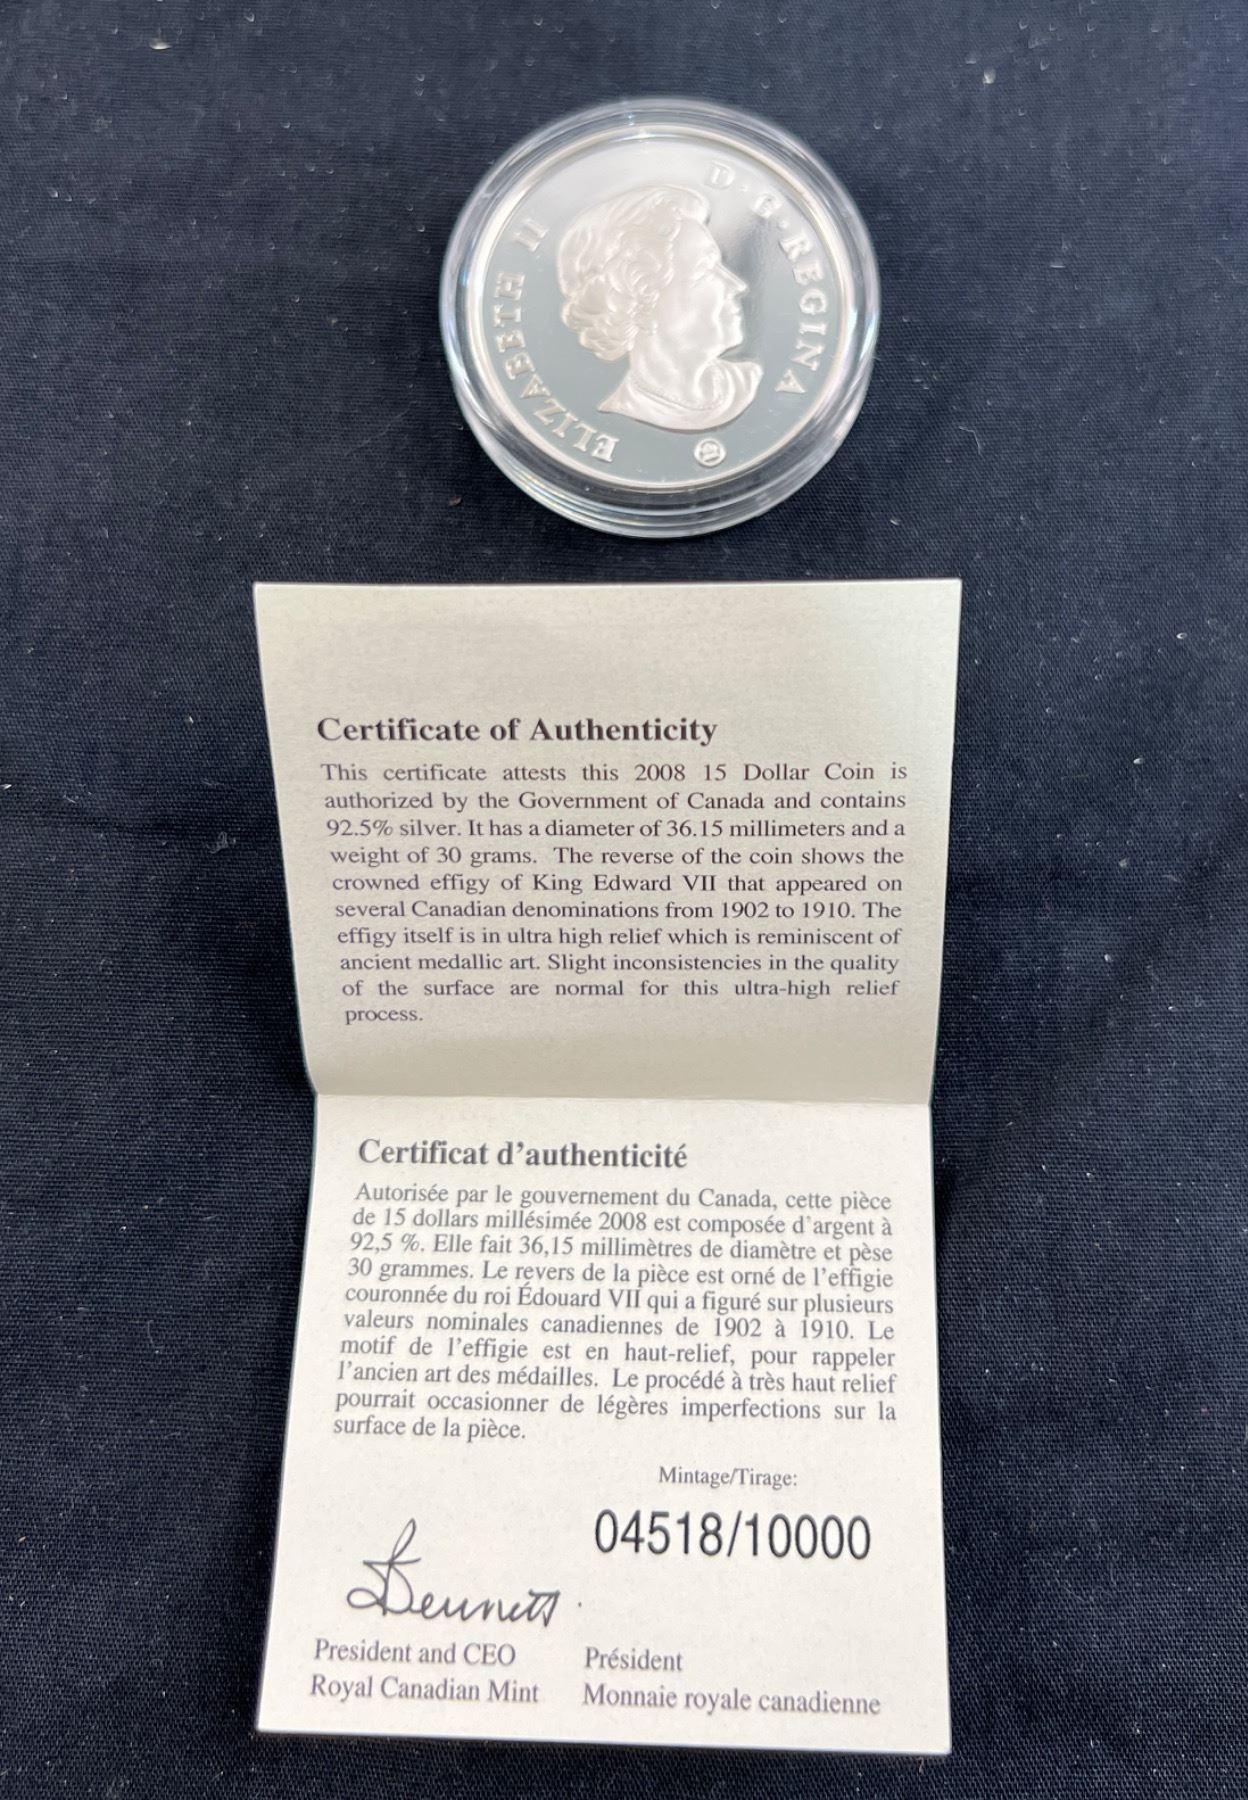 ELIZABETH II D·G·REGINA
Certificate of Authenticity
This certificate attests this 2008 15 Dollar Coin is
authorized by the Government of Canada and contains
92.5% silver. It has a diameter of 36.15 millimeters and a
weight of 30 grams. The reverse of the coin shows the
crowned effigy of King Edward VII that appeared on
several Canadian denominations from 1902 to 1910. The
effigy itself is in ultra high relief which is reminiscent of
ancient medallic art. Slight inconsistencies in the quality
of the surface are normal for this ultra-high relief
process.
Certificat d'authenticité
Autorisée par le gouvernement du Canada, cette pièce
de 15 dollars millésimée 2008 est composée d'argent à
92,5 %. Elle fait 36,15 millimètres de diamètre et pèse
30 grammes. Le revers de la pièce est orné de l'effigie
couronnée du roi Édouard VII qui a figuré sur plusieurs
valeurs nominales canadiennes de 1902 à 1910. Le
motif de l'effigie est en haut-relief, pour rappeler
l'ancien art des médailles. Le procédé à très haut relief
pourrait occasionner de légères imperfections sur la
surface de la pièce.
Mintage/Tirage:
04518/10000
Bennett
President and CEO Président
Royal Canadian Mint Monnaie royale canadienne